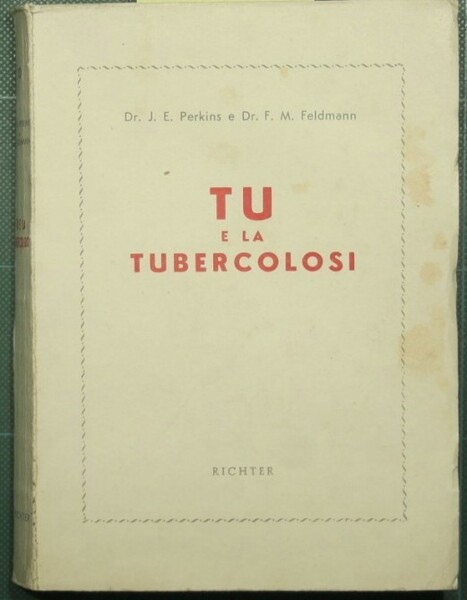 Dr. J. E. Perkins e Dr. F. M. Feldmann
TU
E LA
TUBERCOLOSI
RICHTER